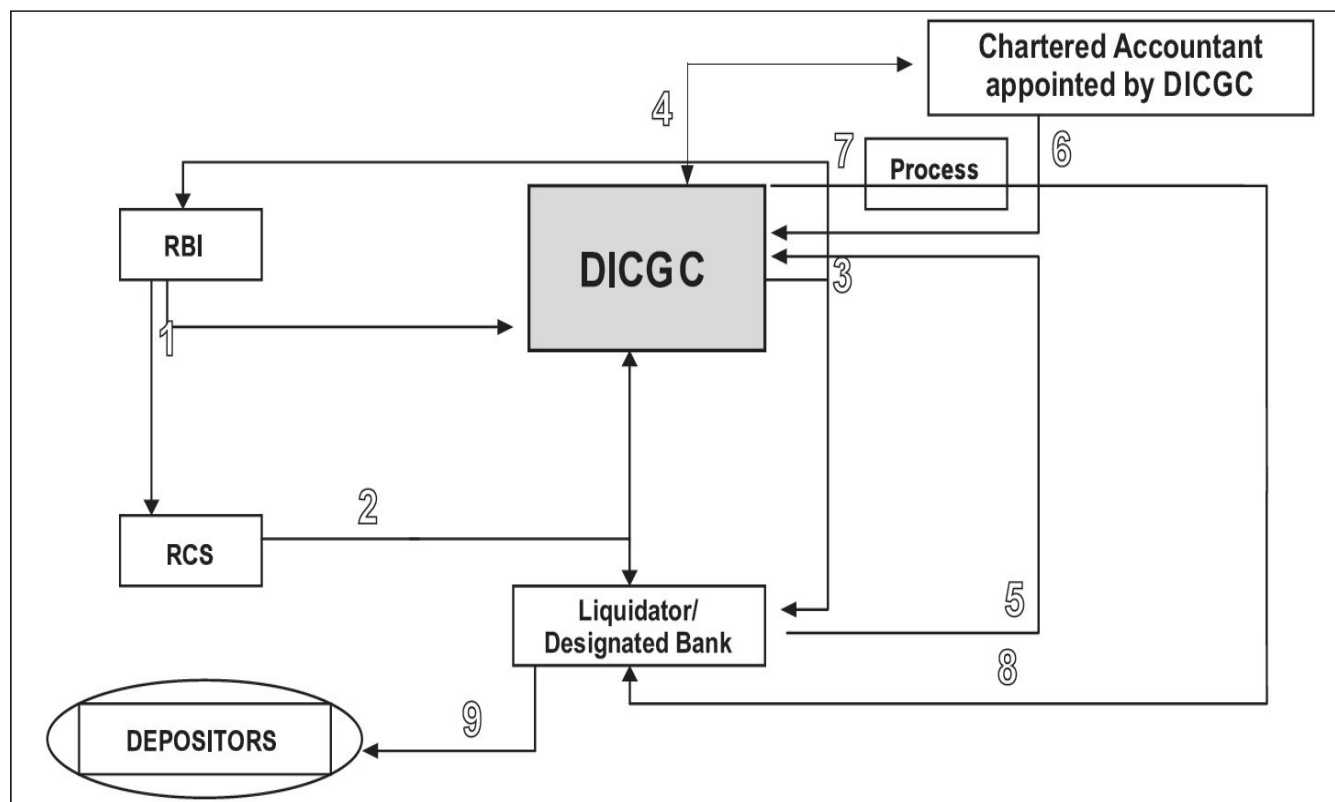 Chartered Accountant
appointed by DICGC
4
7
Process
6
RBI
DICGC
3
1
2
RCS
Liquidator/
Designated Bank
5
8
9
DEPOSITORS